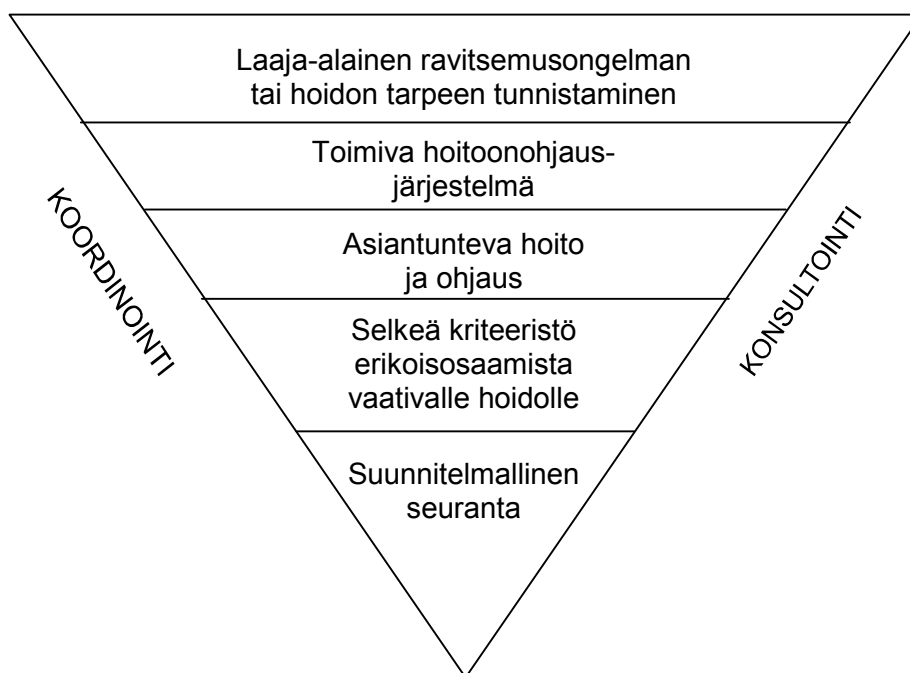 Laaja-alainen ravitsemusongelman
tai hoidon tarpeen tunnistaminen
Toimiva hoitoonohjaus-
järjestelmä
Asiantunteva hoito
ja ohjaus
Selkeä kriteeristö
erikoisosaamista
vaativalle hoidolle
Suunnitelmallinen
seuranta
KOORDINOINTI
KONSULTOINTI